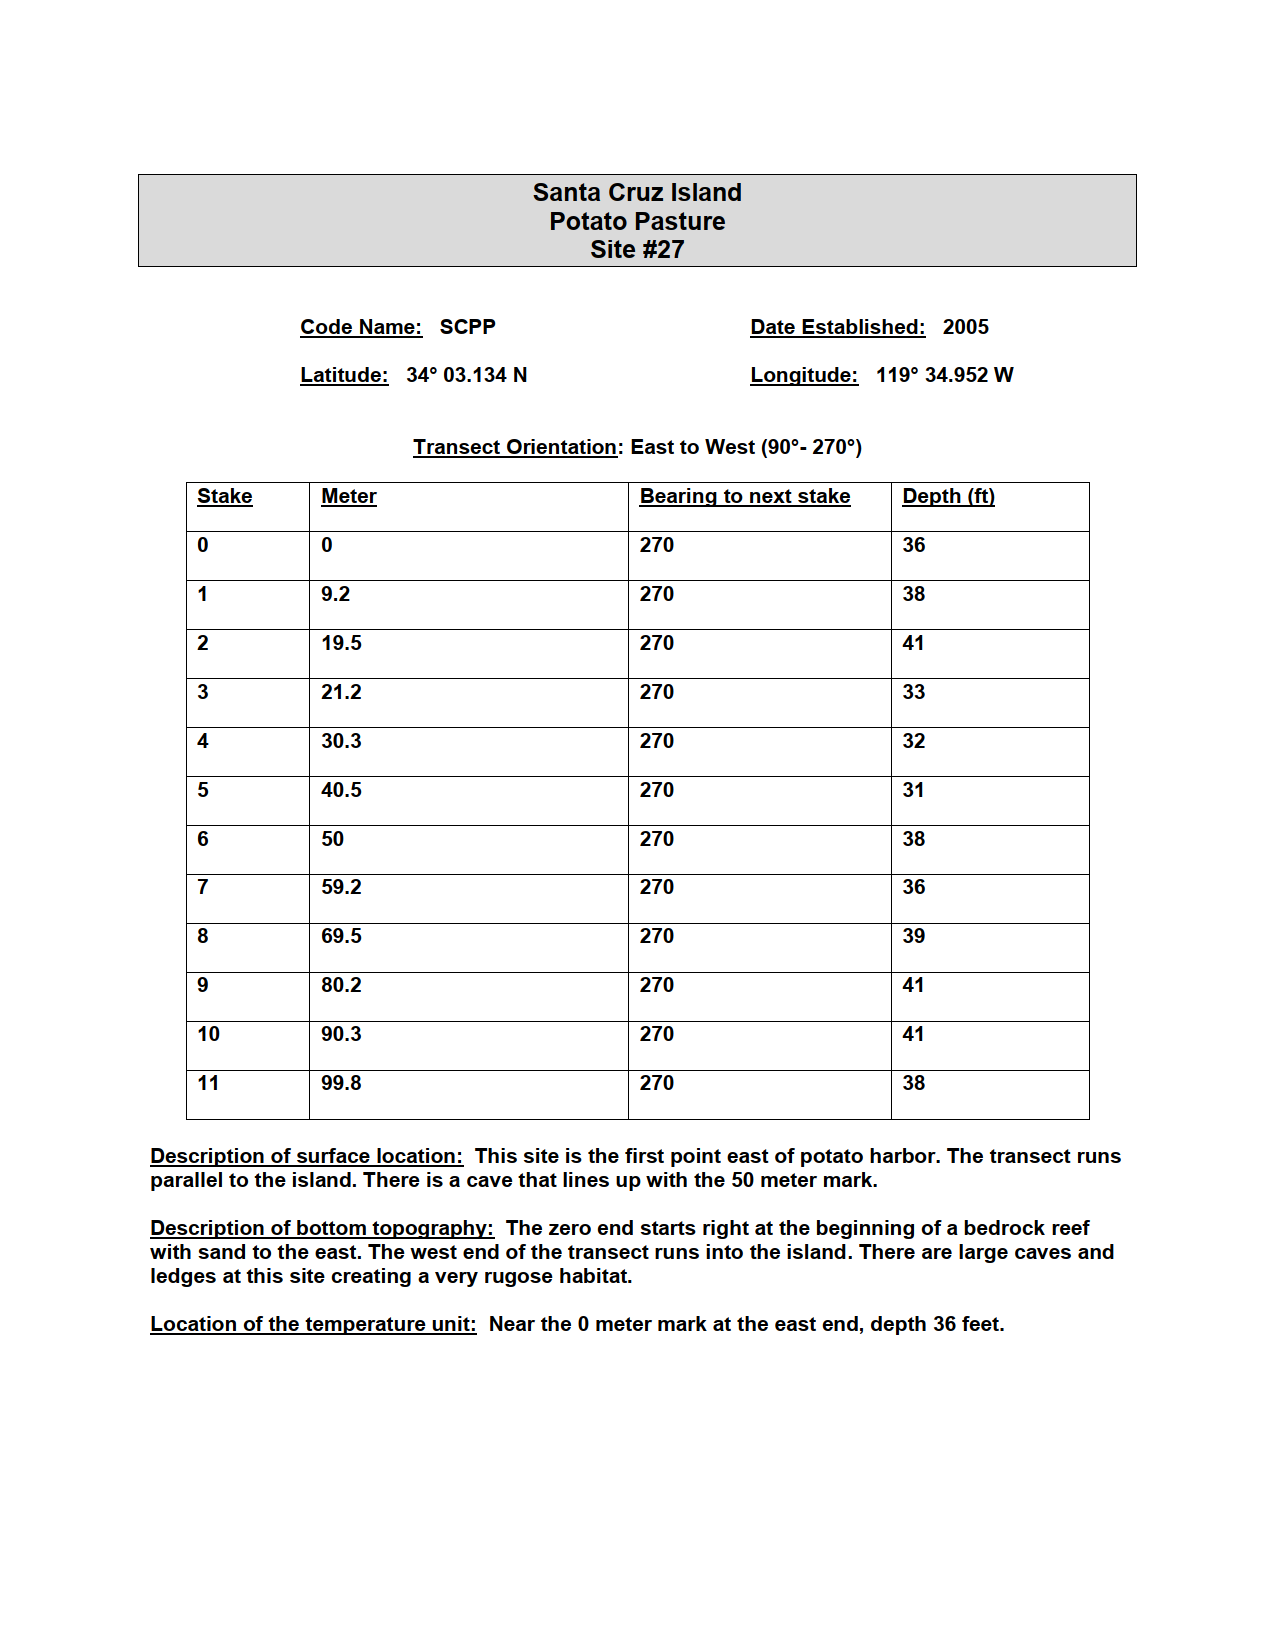 Santa Cruz Island
Potato Pasture
Site #27
Code Name: SCPP Date Established: 2005
Latitude: 34° 03.134 N Longitude: 119° 34.952 W
Transect Orientation: East to West (90°- 270°)
Stake Meter Bearing to next stake Depth (ft)
0 0 270 36
1 9.2 270 38
2 19.5 270 41
3 21.2 270 33
4 30.3 270 32
5 40.5 270 31
6 50 270 38
7 59.2 270 36
8 69.5 270 39
9 80.2 270 41
10 90.3 270 41
11 99.8 270 38
Description of surface location: This site is the first point east of potato harbor. The transect runs
parallel to the island. There is a cave that lines up with the 50 meter mark.
Description of bottom topography: The zero end starts right at the beginning of a bedrock reef
with sand to the east. The west end of the transect runs into the island. There are large caves and
ledges at this site creating a very rugose habitat.
Location of the temperature unit: Near the 0 meter mark at the east end, depth 36 feet.